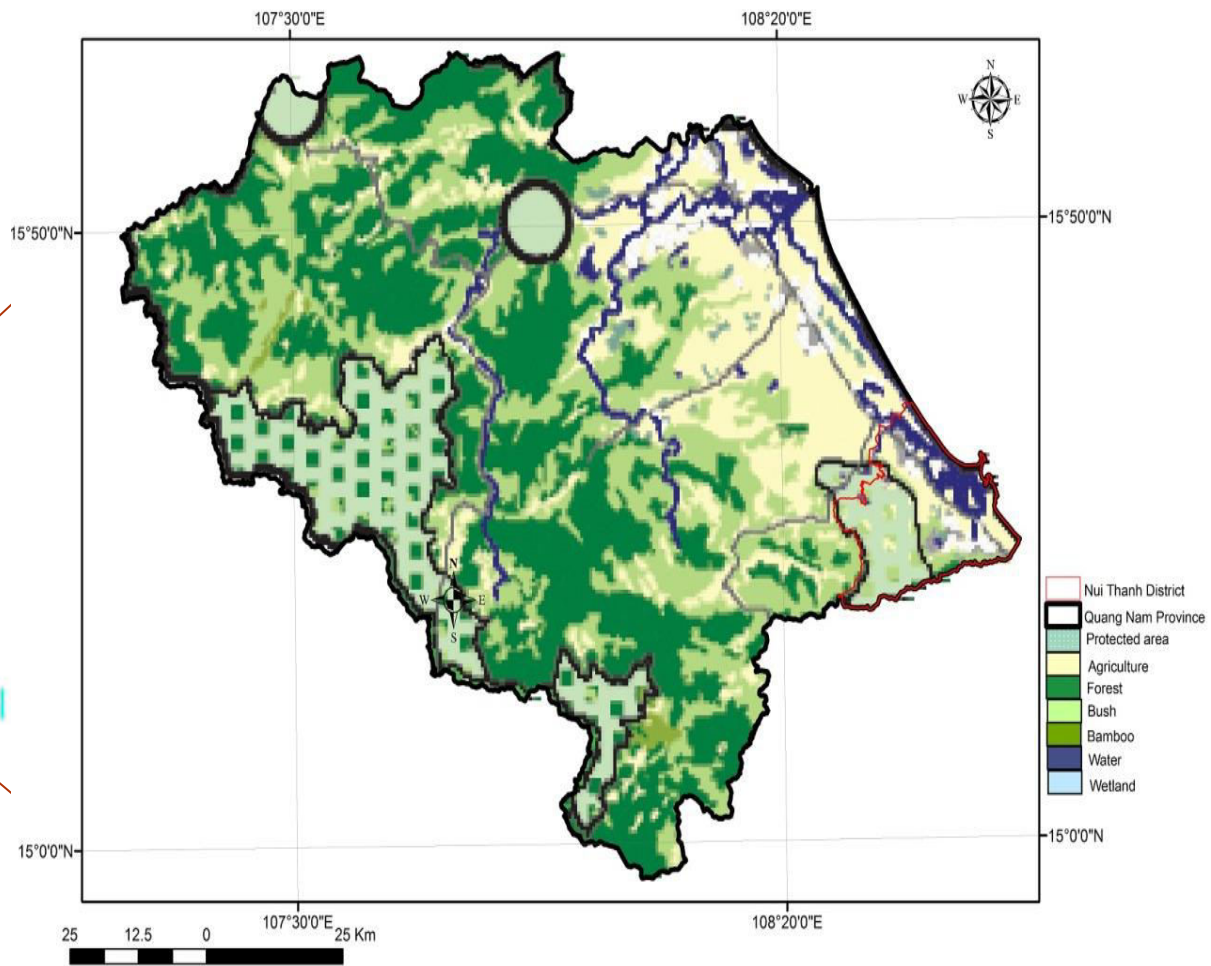 107°30'0"E 108°20'0"E
N
W E
S
15°50'0"N 15°50'0"N
N
W E
S
Nui Thanh District
Quang Nam Province
Protected area
Agriculture
Forest
Bush
Bamboo
Water
Wetland
15°0'0"N 15°0'0"N
107°30'0"E 108°20'0"E
25 12.5 0 25 Km